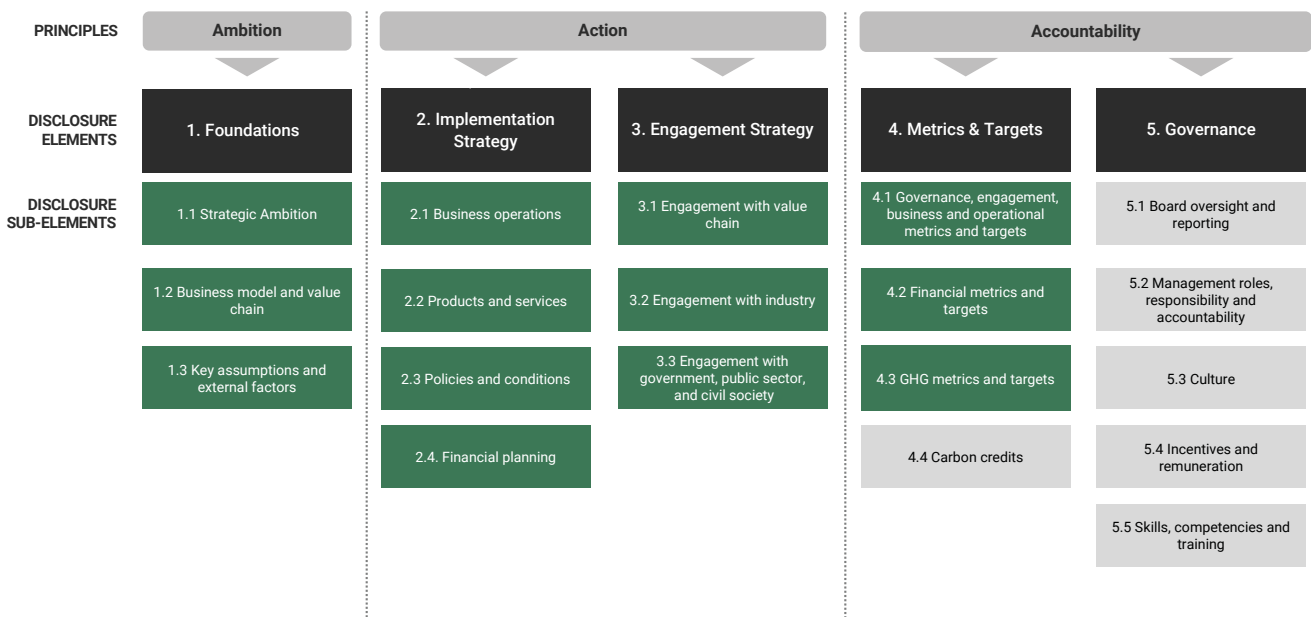 PRINCIPLES
Ambition
Action
Accountability
DISCLOSURE
ELEMENTS
1. Foundations
2. Implementation
Strategy
3. Engagement Strategy
4. Metrics & Targets
5. Governance
DISCLOSURE
SUB-ELEMENTS
1.1 Strategic Ambition
2.1 Business operations
3.1 Engagement with value
chain
4.1 Governance, engagement,
business and operational
metrics and targets
5.1 Board oversight and
reporting
1.2 Business model and value
chain
2.2 Products and services
3.2 Engagement with industry
4.2 Financial metrics and
targets
5.2 Management roles,
responsibility and
accountability
1.3 Key assumptions and
external factors
2.3 Policies and conditions
3.3 Engagement with
government, public sector,
and civil society
4.3 GHG metrics and targets
5.3 Culture
2.4. Financial planning
4.4 Carbon credits
5.4 Incentives and
remuneration
5.5 Skills, competencies and
training